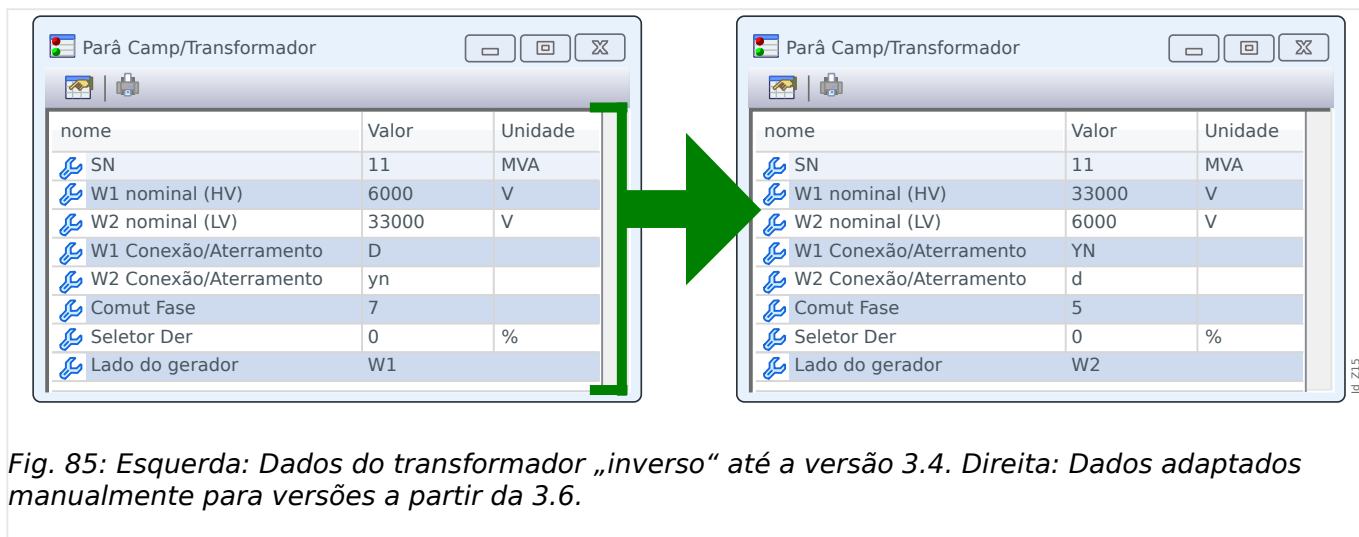 Parâ Camp/Transformador
nome Valor Unidade
SN 11 MVA
W1 nominal (HV) 6000 V
W2 nominal (LV) 33000 V
W1 Conexão/Aterramento D
W2 Conexão/Aterramento yn
Comut Fase 7
Seletor Der 0 %
Lado do gerador W1
Parâ Camp/Transformador
nome Valor Unidade
SN 11 MVA
W1 nominal (HV) 33000 V
W2 nominal (LV) 6000 V
W1 Conexão/Aterramento YN
W2 Conexão/Aterramento d
Comut Fase 5
Seletor Der 0 %
Lado do gerador W2
Id_Z15
Fig. 85: Esquerda: Dados do transformador „inverso“ até a versão 3.4. Direita: Dados adaptados
manualmente para versões a partir da 3.6.